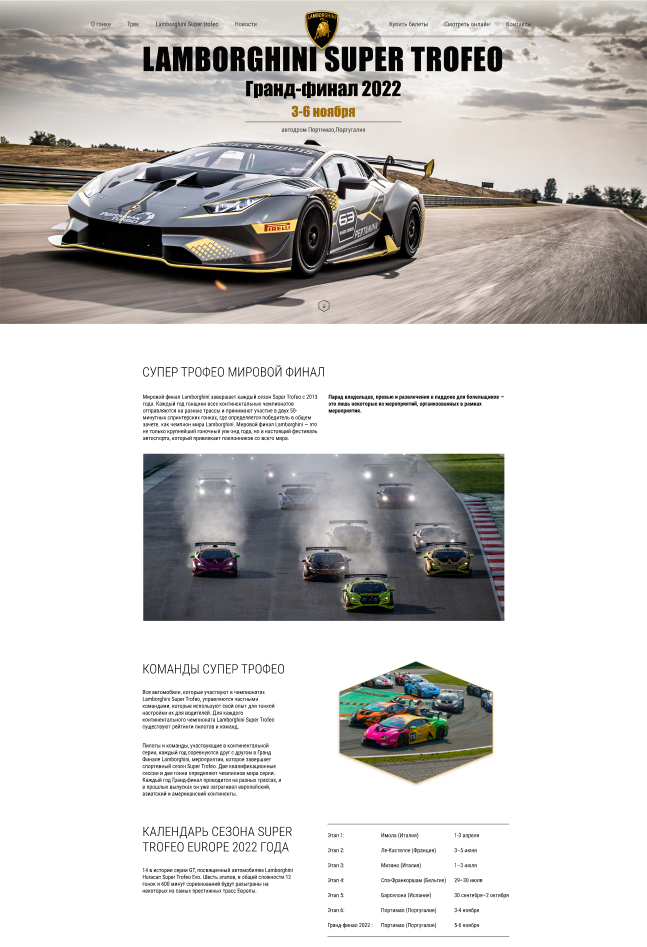 О гонке Трек Lamborghini Super trofeo Новости Купить билеты Смотреть онлайн Контакты
LAMBORGHINI SUPER TROFEO
Гранд-финал 2022
3-6 ноября
автодром Портимао,Португалия
63
PERTAMINA
PIRELLI
СУПЕР ТРОФЕО МИРОВОЙ ФИНАЛ
Мировой финал Lamborghini завершает каждый сезон Super Trofeo с 2013
года. Каждый год гонщики всех континентальных чемпионатов
отправляются на разные трассы и принимают участие в двух 50-
минутных спринтерских гонках, где определяется победитель в общем
зачете, как чемпион мира Lamborghini. Мировой финал Lamborghini — это
не только крупнейший гоночный уик-энд года, но и настоящий фестиваль
автоспорта, который привлекает поклонников со всего мира.
Парад владельцев, превью и развлечения в паддоке для болельщиков —
это лишь некоторые из мероприятий, организованных в рамках
мероприятия.
КОМАНДЫ СУПЕР ТРОФЕО
Все автомобили, которые участвуют в чемпионатах
Lamborghini Super Trofeo, управляются частными
командами, которые используют свой опыт для тонкой
настройки их для водителей. Для каждого
континентального чемпионата Lamborghini Super Trofeo
существуют рейтинги пилотов и команд.
Пилоты и команды, участвующие в континентальной
серии, каждый год соревнуются друг с другом в Гранд
Финале Lamborghini, мероприятии, которое завершает
спортивный сезон Super Trofeo. Две квалификационные
сессии и две гонки определяют чемпионов мира серии.
Каждый год Гранд-финал проводится на разных трассах, и
в прошлых выпусках он уже затрагивал европейский,
азиатский и американский континенты.
КАЛЕНДАРЬ СЕЗОНА SUPER
TROFEO EUROPE 2022 ГОДА
14 в истории серии GT, посвященный автомобилям Lamborghini
Huracan Super Trofeo Evo. Шесть этапов, в общей сложности 12
гонок и 600 минут соревнований будут разыграны на
некоторых из самых престижных трасс Европы.
Этап 1: Имола (Италия) 1-3 апреля
Этап 2: Ле-Кастелле (Франция) 3–5 июня
Этап 3: Мизано (Италия) 1–3 июля
Этап 4: Спа-Франкоршам (Бельгия) 29–30 июля
Этап 5: Барселона (Испания) 30 сентября–2 октября
Этап 6: Портимао (Португалия) 3-4 ноября
Гранд-финал 2022 : Портимао (Португалия) 5-6 ноября